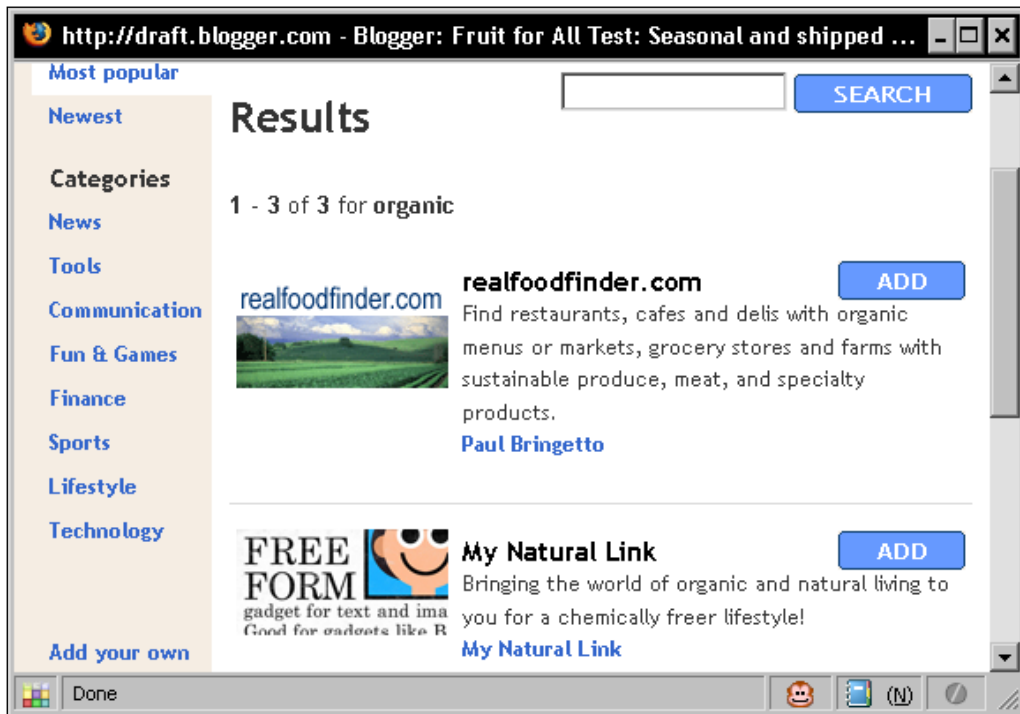 http://draft.blogger.com - Blogger: Fruit for All Test: Seasonal and shipped ...
Most popular
Newest
Categories
News
Tools
Communication
Fun & Games
Finance
Sports
Lifestyle
Technology
Add your own
SEARCH
Results
1 - 3 of 3 for organic
realfoodfinder.com
realfoodfinder.com
ADD
Find restaurants, cafes and delis with organic
menus or markets, grocery stores and farms with
sustainable produce, meat, and specialty
products.
Paul Bringetto
FREE
FORM
gadget for text and ima
Good for gadgets like B
My Natural Link
ADD
Bringing the world of organic and natural living to
you for a chemically freer lifestyle!
My Natural Link
Done
(N)